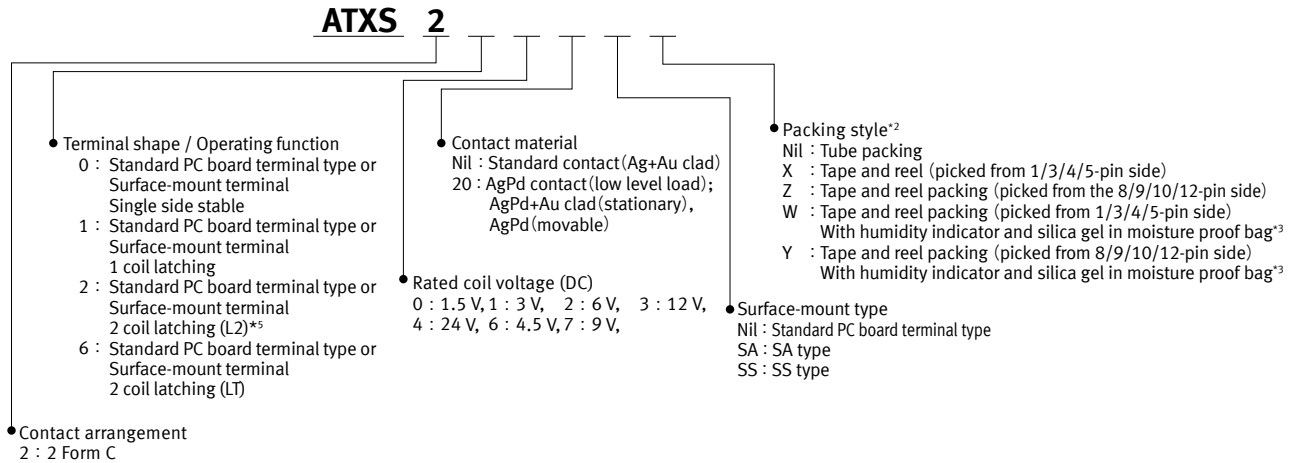 ATXS 2
Terminal shape / Operating function
0 : Standard PC board terminal type or
Surface-mount terminal
Single side stable
1 : Standard PC board terminal type or
Surface-mount terminal
1 coil latching
2 : Standard PC board terminal type or
Surface-mount terminal
2 coil latching (L2)*5
6 : Standard PC board terminal type or
Surface-mount terminal
2 coil latching (LT)
Contact arrangement
2 : 2 Form C
Contact material
Nil : Standard contact (Ag+Au clad)
20 : AgPd contact (low level load);
AgPd+Au clad (stationary),
AgPd (movable)
Rated coil voltage (DC)
0 : 1.5 V, 1 : 3 V, 2 : 6 V, 3 : 12 V,
4 : 24 V, 6 : 4.5 V, 7 : 9 V,
Packing style*2
Nil : Tube packing
X : Tape and reel (picked from 1/3/4/5-pin side)
Z : Tape and reel packing (picked from the 8/9/10/12-pin side)
W : Tape and reel packing (picked from 1/3/4/5-pin side)
With humidity indicator and silica gel in moisture proof bag*3
Y : Tape and reel packing (picked from 8/9/10/12-pin side)
With humidity indicator and silica gel in moisture proof bag*3
Surface-mount type
Nil : Standard PC board terminal type
SA : SA type
SS : SS type